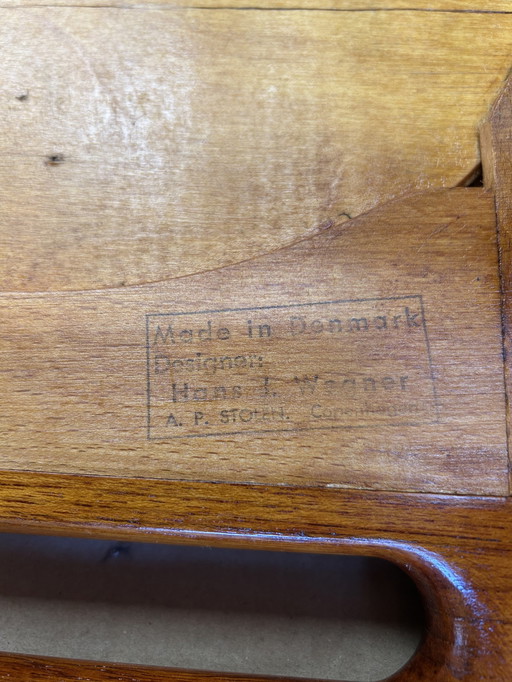 Made in Denmark
Designer:
Hans J. Wegner
A. P. STOLEN. Copenhagen